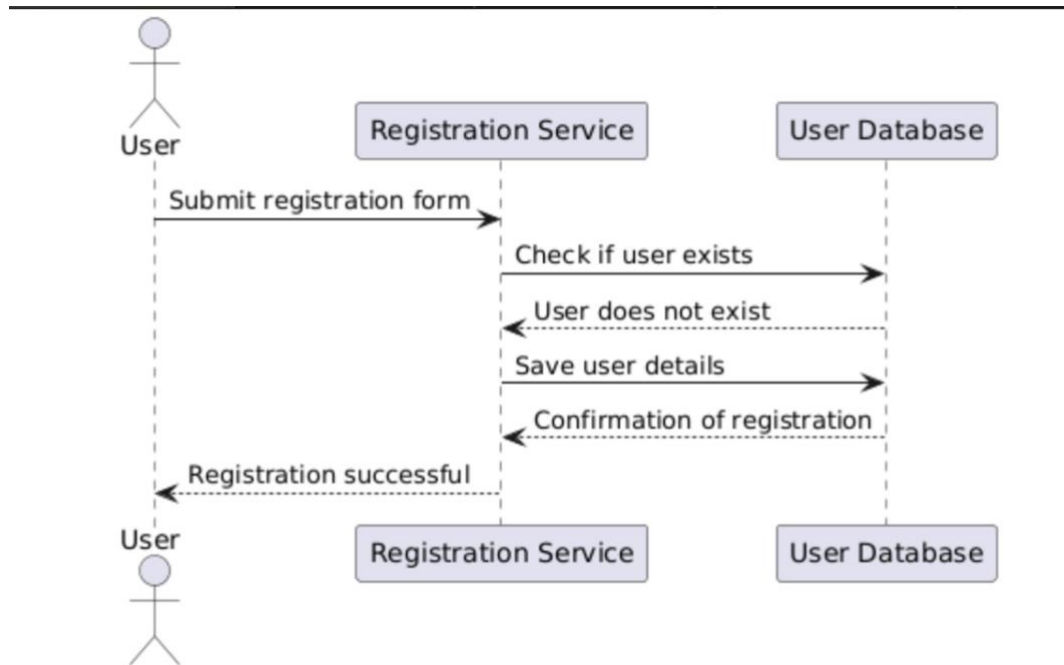 User
Registration Service
User Database
Submit registration form
Check if user exists
User does not exist
Save user details
Confirmation of registration
Registration successful
User
Registration Service
User Database